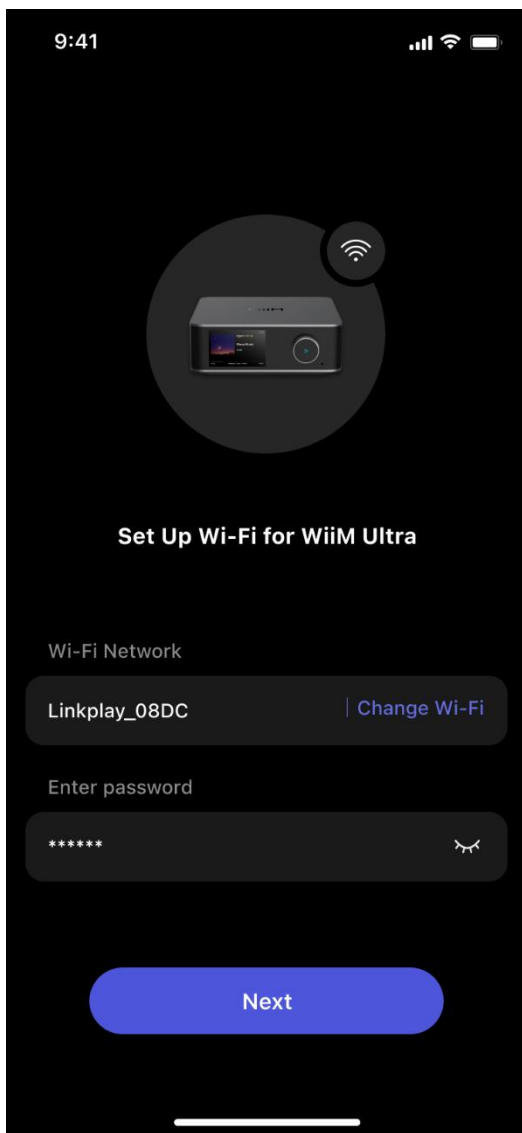 9:41
Set Up Wi-Fi for WiiM Ultra
Wi-Fi Network
Linkplay_08DC | Change Wi-Fi
Enter password
******
Next